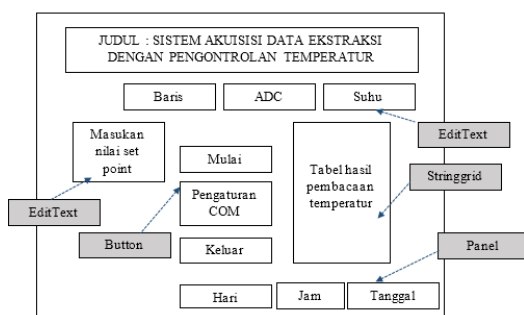 JUDUL : SISTEM AKUISISI DATA EKSTRAKSI
DENGAN PENGONTROLAN TEMPERATUR
Baris
ADC
Suhu
EditText
Masukan
nilai set
point
Mulai
Pengaturan
COM
Keluar
Tabel hasil
pembacaan
temperatur
Stringgrid
EditText
Button
Panel
Hari
Jam
Tanggal